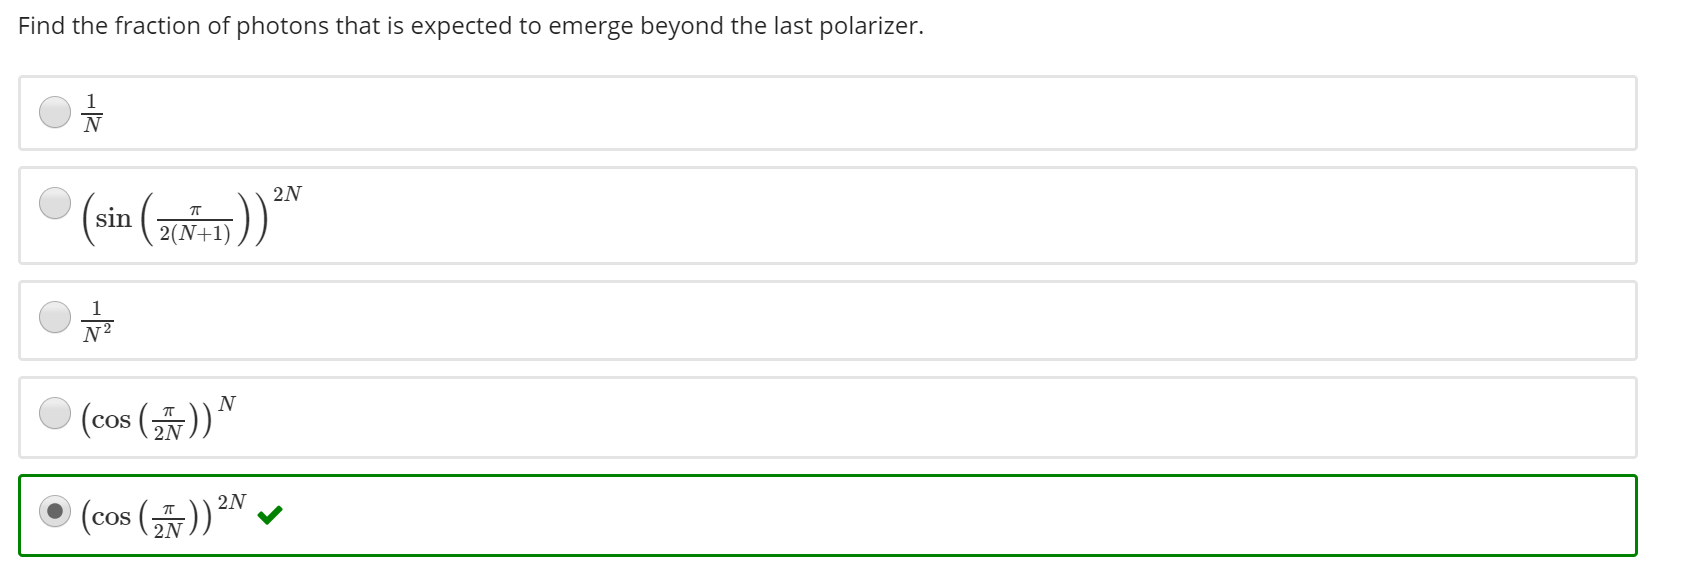 Find the fraction of photons that is expected to emerge beyond the last polarizer.
\frac{1}{N}
\left(\sin\left(\frac{\pi}{2(N+1)}\right)\right)^{2N}
\frac{1}{N^2}
\left(\cos\left(\frac{\pi}{2N}\right)\right)^{N}
\left(\cos\left(\frac{\pi}{2N}\right)\right)^{2N} ✔